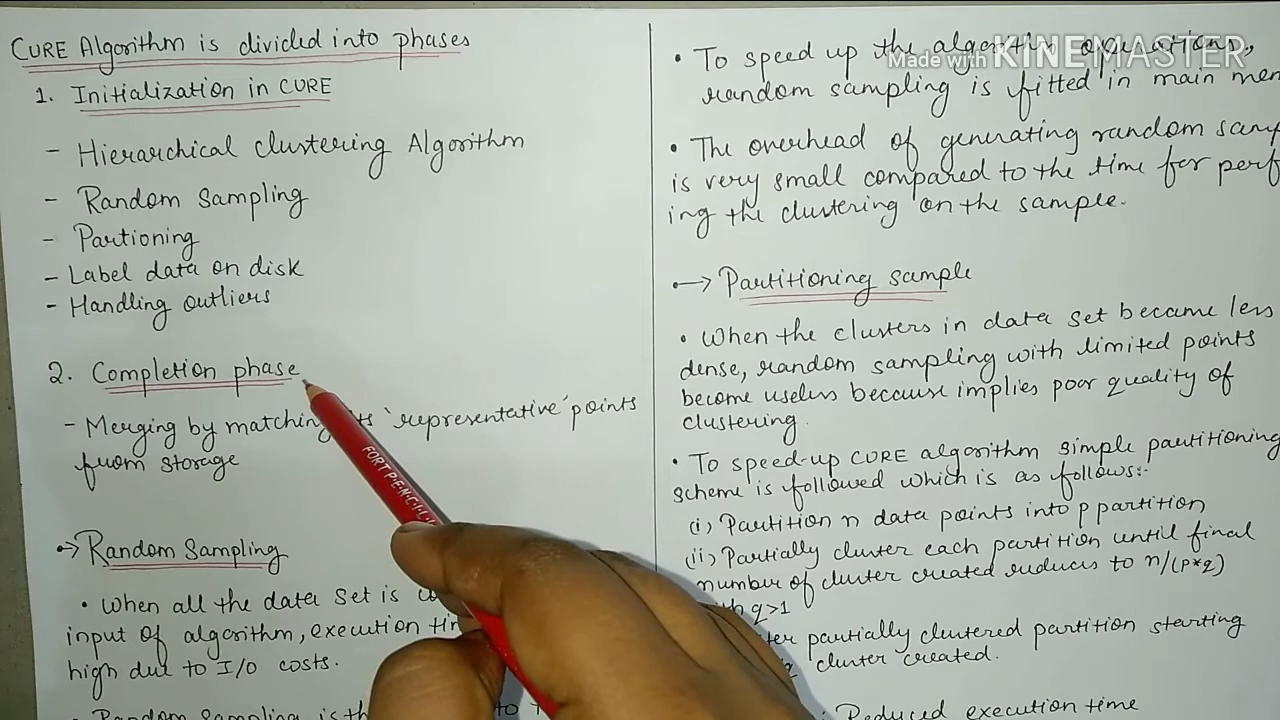 CURE Algorithm is divided into phases
1. Initialization in CURE
- Hierarchical clustering Algorithm
- Random Sampling
- Partioning
- Label data on disk
- Handling outliers
2. Completion phase
- Merging by matching 'representative' points
from storage
→ Random Sampling
• When all the data set is
input of algorithm, execution
high due to I/O costs.
• Random Sampling is to
• To speed up the operations,
random sampling is fitted in main
• The overhead of generating random
is very small compared to the time for
ing the clustering on the sample.
•→ Partitioning sample
• When the clusters in data set became less
dense, random sampling with limited points
become useless because implies poor quality of
clustering.
• To speed-up CURE algorithm simple partitioning
scheme is followed which is as follows:-
(i) Partition n data points into p partition
(ii) Partially cluster each partition until final
number of cluster created reduces to n/(p*q)
q>1
partially clustered partition starting
cluster created.
: Reduced execution time
Made with KINEMASTER
FORT PENCIL